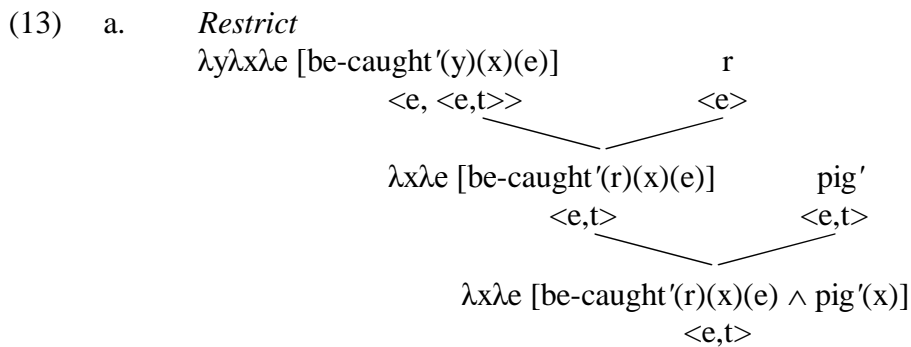 (13) a. Restrict
λyλxλe [be-caught′(y)(x)(e)] r
<e, <e,t>> <e>
λxλe [be-caught′(r)(x)(e)] pig′
<e,t> <e,t>
λxλe [be-caught′(r)(x)(e) ∧ pig′(x)]
<e,t>